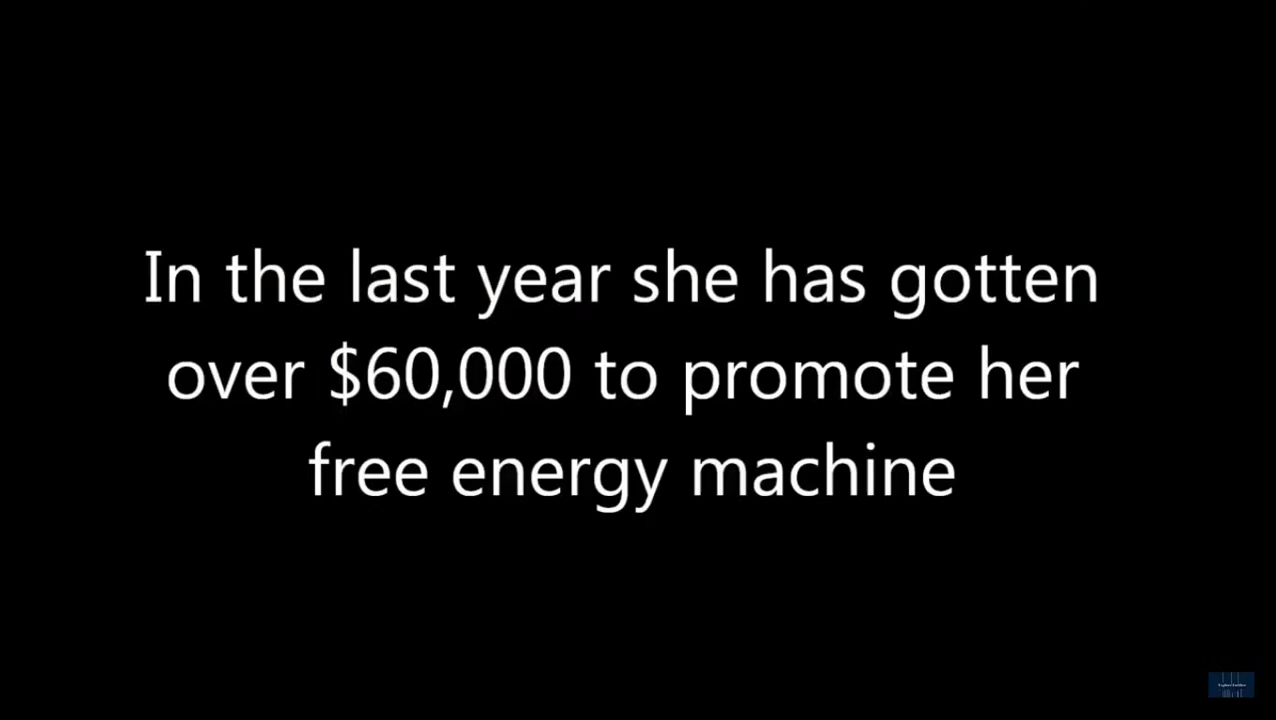 In the last year she has gotten
over $60,000 to promote her
free energy machine